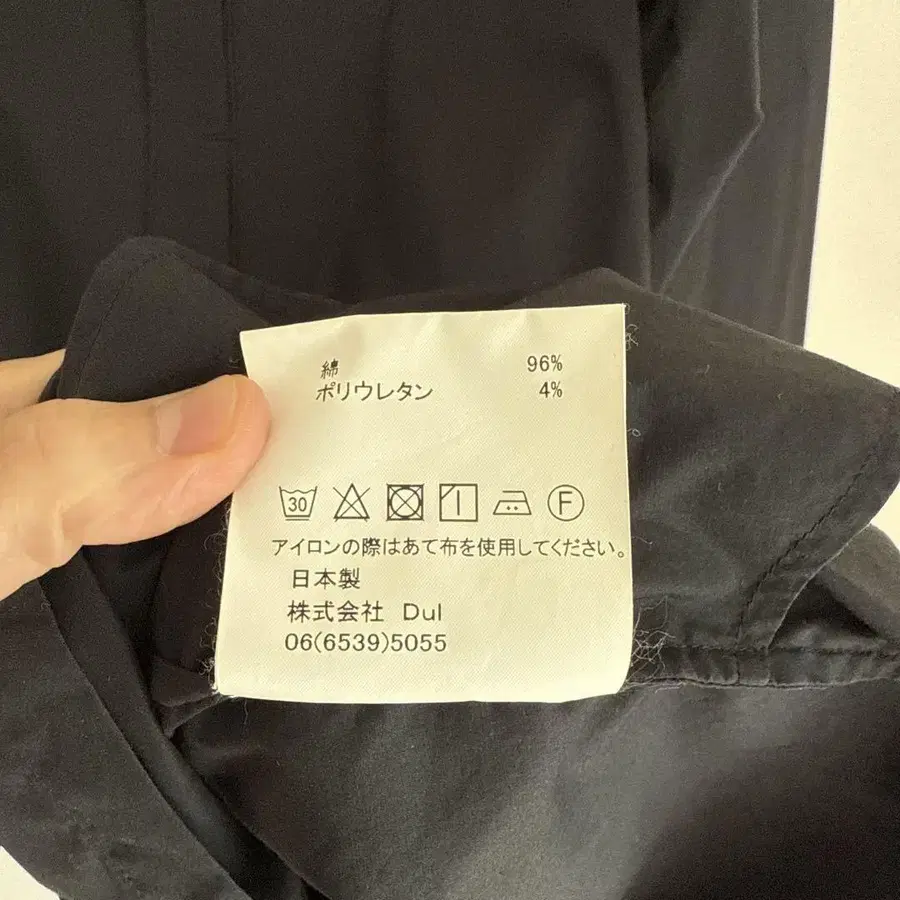 綿 96%
ポリウレタン 4%
30 F
アイロンの際はあて布を使用してください。
日本製
株式会社 Dul
06(6539)5055